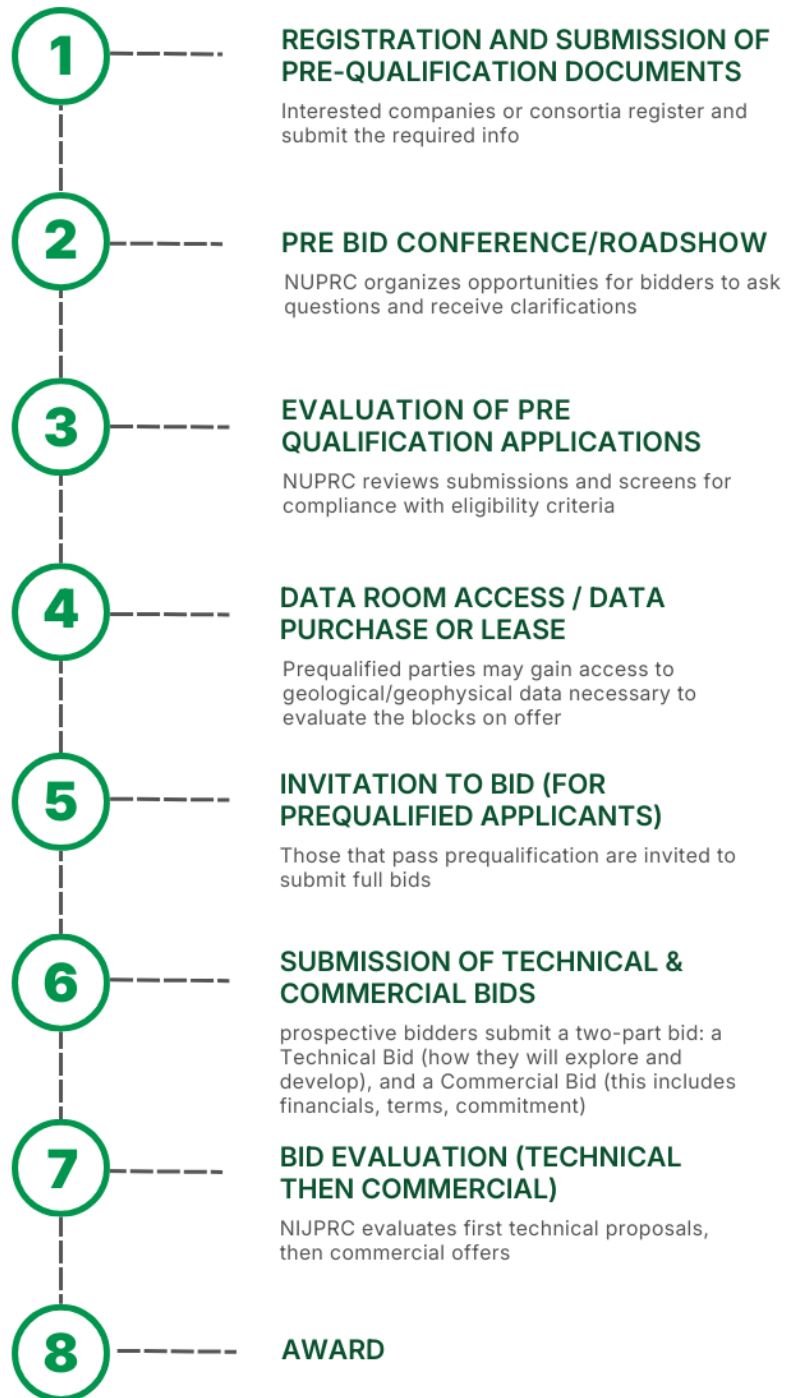 1
REGISTRATION AND SUBMISSION OF
PRE-QUALIFICATION DOCUMENTS
Interested companies or consortia register and
submit the required info
2
PRE BID CONFERENCE/ROADSHOW
NUPRC organizes opportunities for bidders to ask
questions and receive clarifications
3
EVALUATION OF PRE
QUALIFICATION APPLICATIONS
NUPRC reviews submissions and screens for
compliance with eligibility criteria
4
DATA ROOM ACCESS / DATA
PURCHASE OR LEASE
Prequalified parties may gain access to
geological/geophysical data necessary to
evaluate the blocks on offer
5
INVITATION TO BID (FOR
PREQUALIFIED APPLICANTS)
Those that pass prequalification are invited to
submit full bids
6
SUBMISSION OF TECHNICAL &
COMMERCIAL BIDS
prospective bidders submit a two-part bid: a
Technical Bid (how they will explore and
develop), and a Commercial Bid (this includes
financials, terms, commitment)
7
BID EVALUATION (TECHNICAL
THEN COMMERCIAL)
NIJPRC evaluates first technical proposals,
then commercial offers
8
AWARD